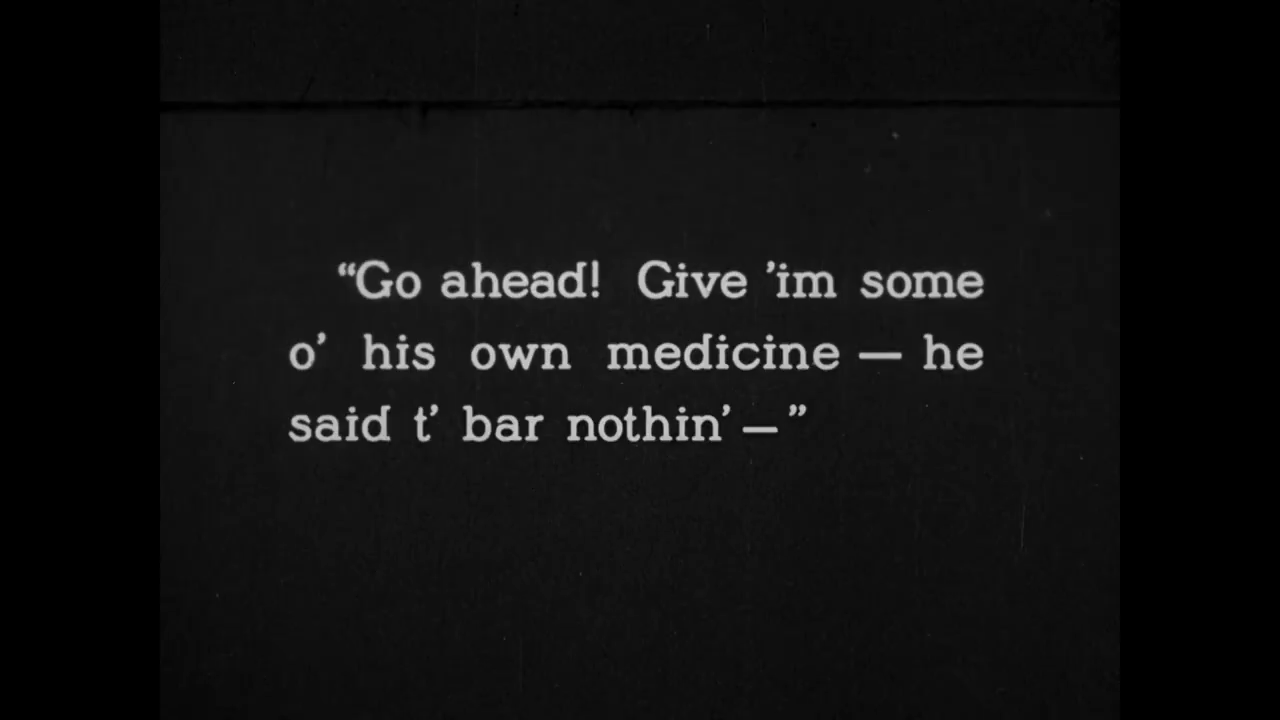 “Go ahead! Give ’im some
o’ his own medicine — he
said t’ bar nothin’ — ”